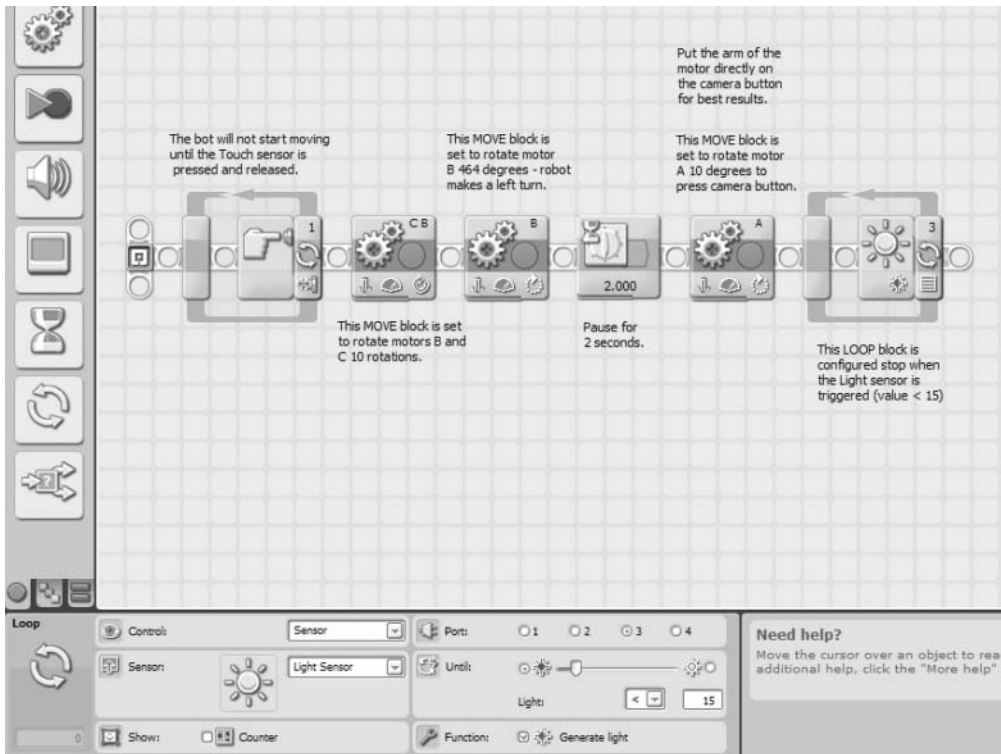 Put the arm of the
motor directly on
the camera button
for best results.
The bot will not start moving
until the Touch sensor is
pressed and released.
This MOVE block is
set to rotate motor
B 464 degrees - robot
makes a left turn.
This MOVE block is
set to rotate motor
A 10 degrees to
press camera button.
1
C B
B
A
3
2.000
This MOVE block is set
to rotate motors B and
C 10 rotations.
Pause for
2 seconds.
This LOOP block is
configured stop when
the Light sensor is
triggered (value < 15)
Loop
Control:
Sensor
Port:
1 2 3 4
Need help?
Move the cursor over an object to rea
additional help, click the "More help"
Sensor:
Light Sensor
Until:
Light:
<
15
0
Show:
Counter
Function:
Generate light